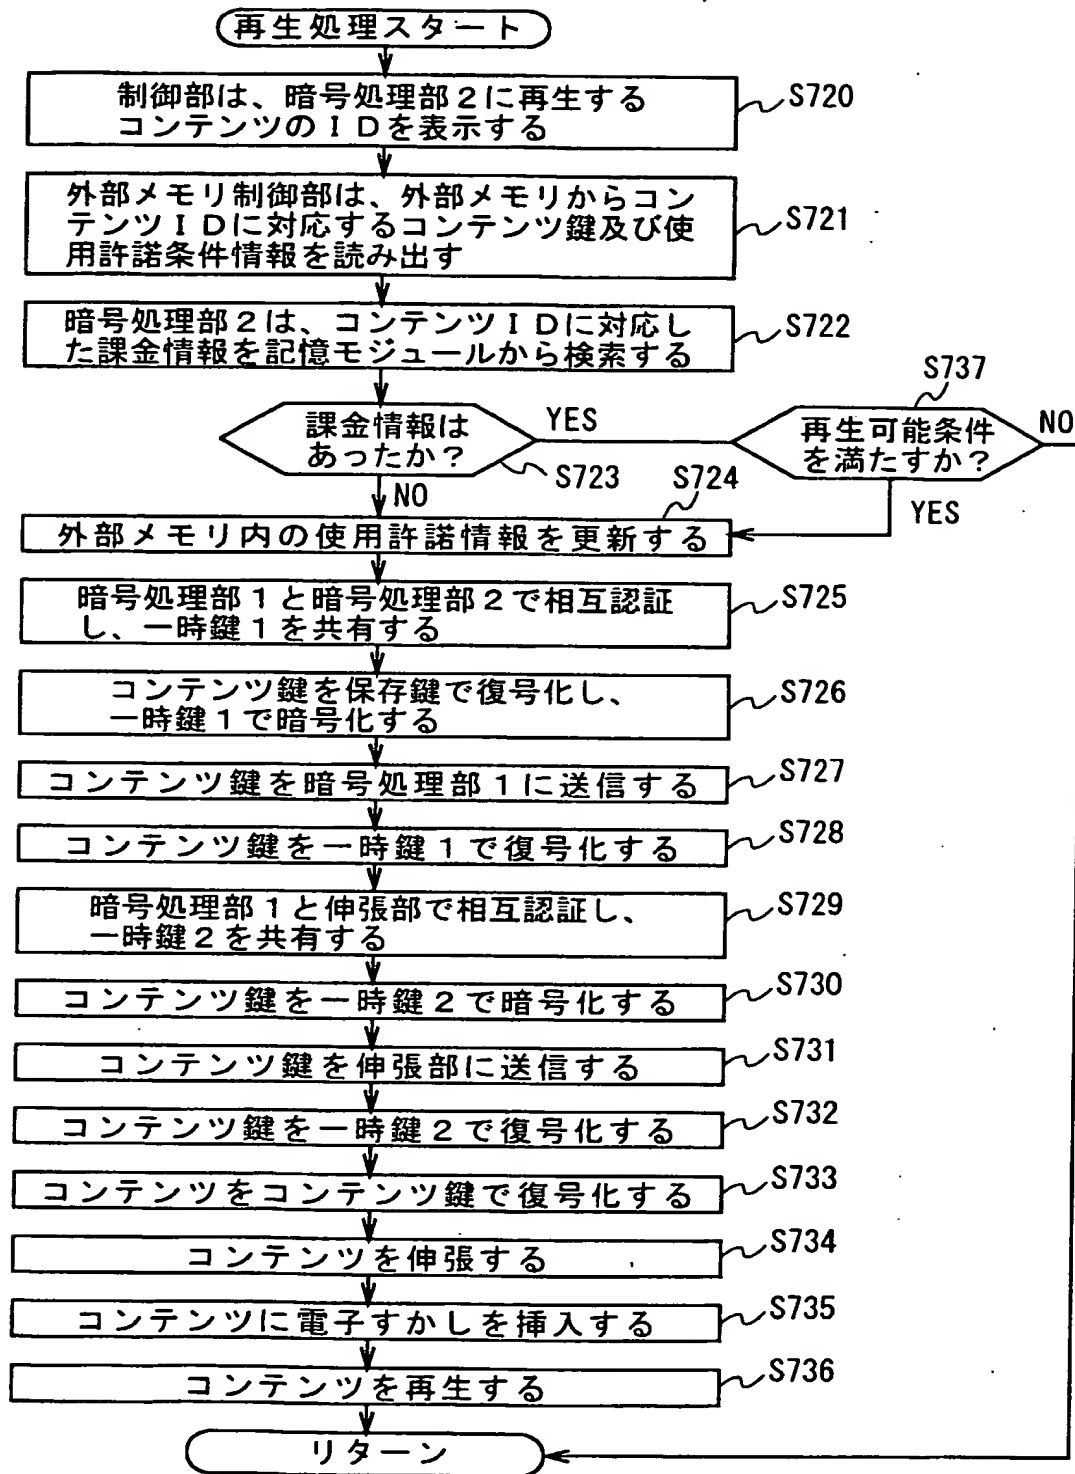 再生処理スタート
制御部は、暗号処理部2に再生する
コンテンツのIDを表示する
S720
外部メモリ制御部は、外部メモリからコン
テンツIDに対応するコンテンツ鍵及び使
用許諾条件情報を読み出す
S721
暗号処理部2は、コンテンツIDに対応し
た課金情報を記憶モジュールから検索する
S722
課金情報は
あったか?
S723
YES
NO
S737
再生可能条件
を満たすか?
NO
YES
S724
外部メモリ内の使用許諾情報を更新する
暗号処理部1と暗号処理部2で相互認証
し、一時鍵1を共有する
S725
コンテンツ鍵を保存鍵で復号化し、
一時鍵1で暗号化する
S726
コンテンツ鍵を暗号処理部1に送信する
S727
コンテンツ鍵を一時鍵1で復号化する
S728
暗号処理部1と伸張部で相互認証し、
一時鍵2を共有する
S729
コンテンツ鍵を一時鍵2で暗号化する
S730
コンテンツ鍵を伸張部に送信する
S731
コンテンツ鍵を一時鍵2で復号化する
S732
コンテンツをコンテンツ鍵で復号化する
S733
コンテンツを伸張する
S734
コンテンツに電子すかしを挿入する
S735
コンテンツを再生する
S736
リターン